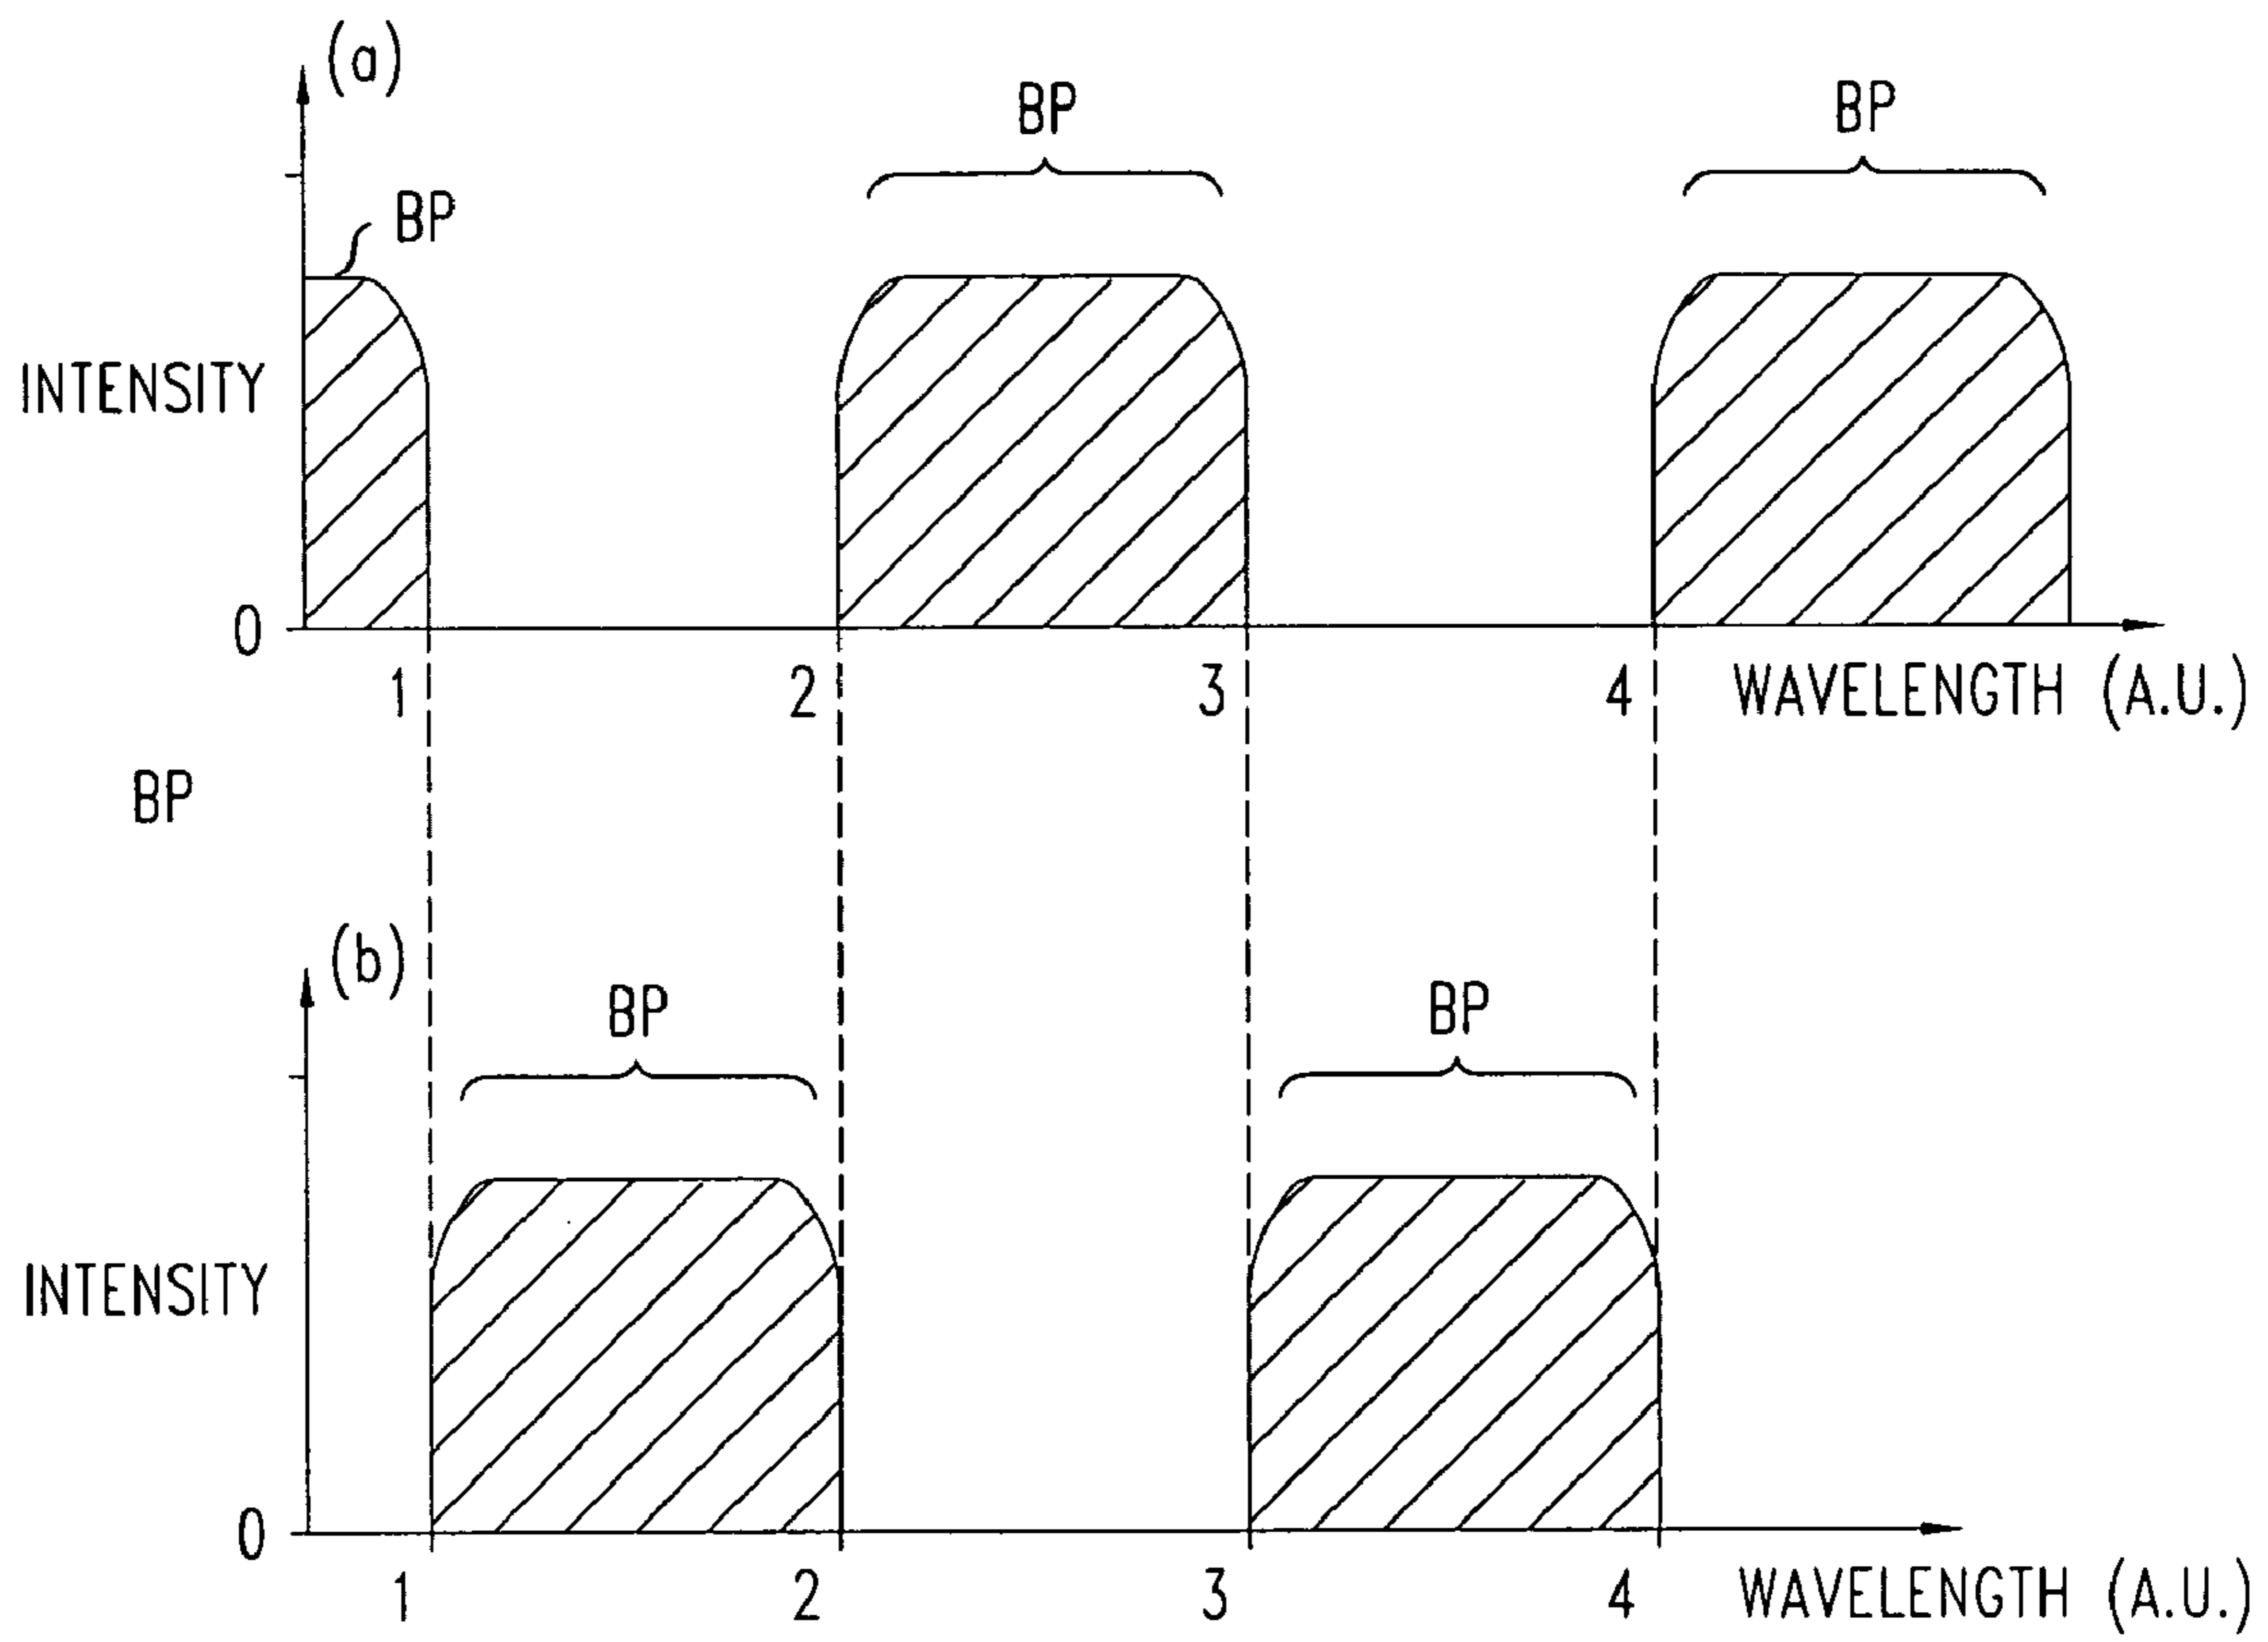 (a)
BP
BP
BP
INTENSITY
0
1 2 3 4 WAVELENGTH (A.U.)
BP
(b)
BP
BP
INTENSITY
0
1 2 3 4 WAVELENGTH (A.U.)